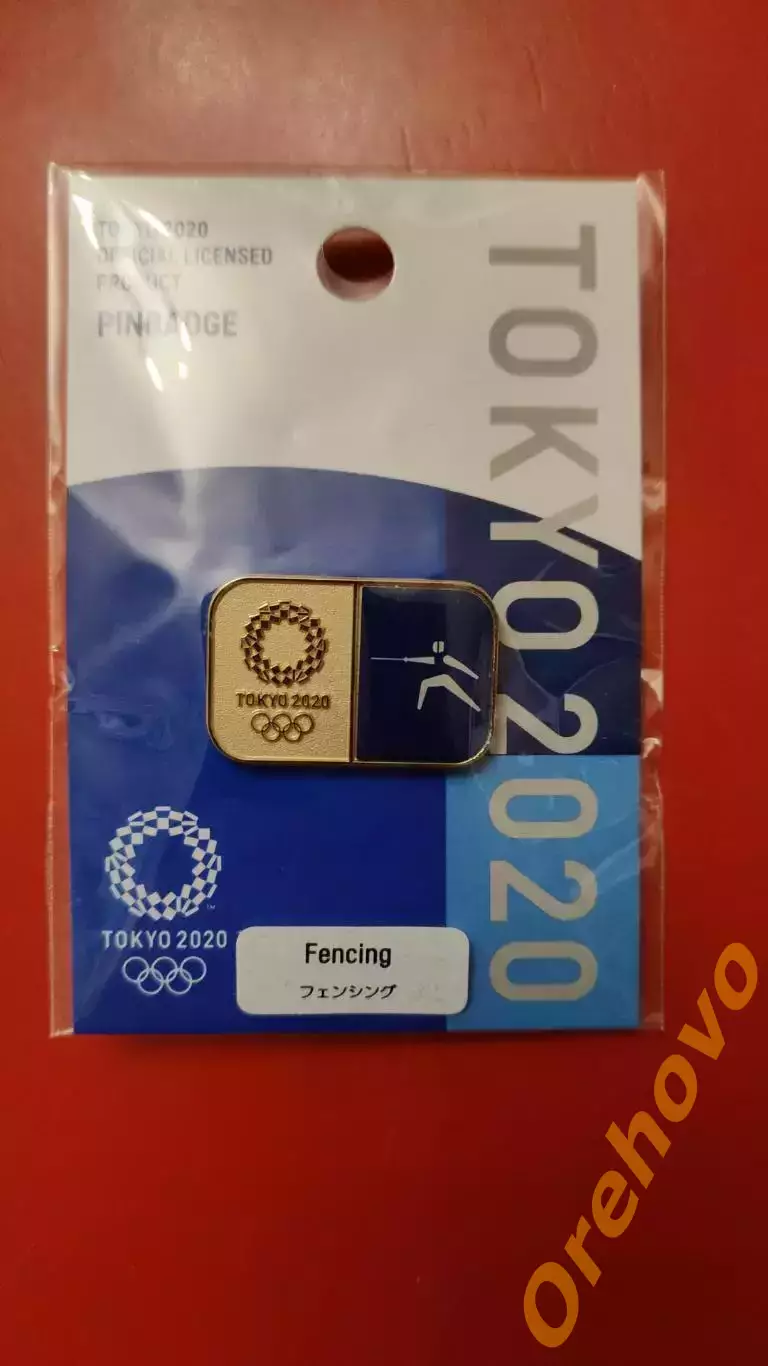 TOKYO 2020
OFFICIAL LICENSED
PRODUCT
PINBADGE
TOKYO 2020
TOKYO 2020
TOKYO 2020
TM
Fencing
フェンシング
Orehovo